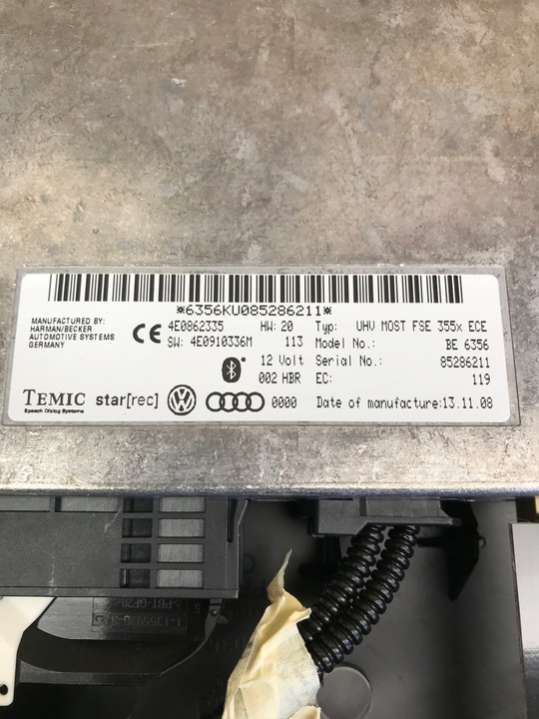 *6356KU085286211*
MANUFACTURED BY:
HARMAN/BECKER
AUTOMOTIVE SYSTEMS
GERMANY
CE 4E0862335 HW: 20 Typ: UHV MOST FSE 355x ECE
SW: 4E0910336M 113 Model No.: BE 6356
12 Volt Serial No.: 85286211
002 HBR EC: 119
TEMIC star[rec] 0000 Date of manufacture:13.11.08
Speech Dialog Systems